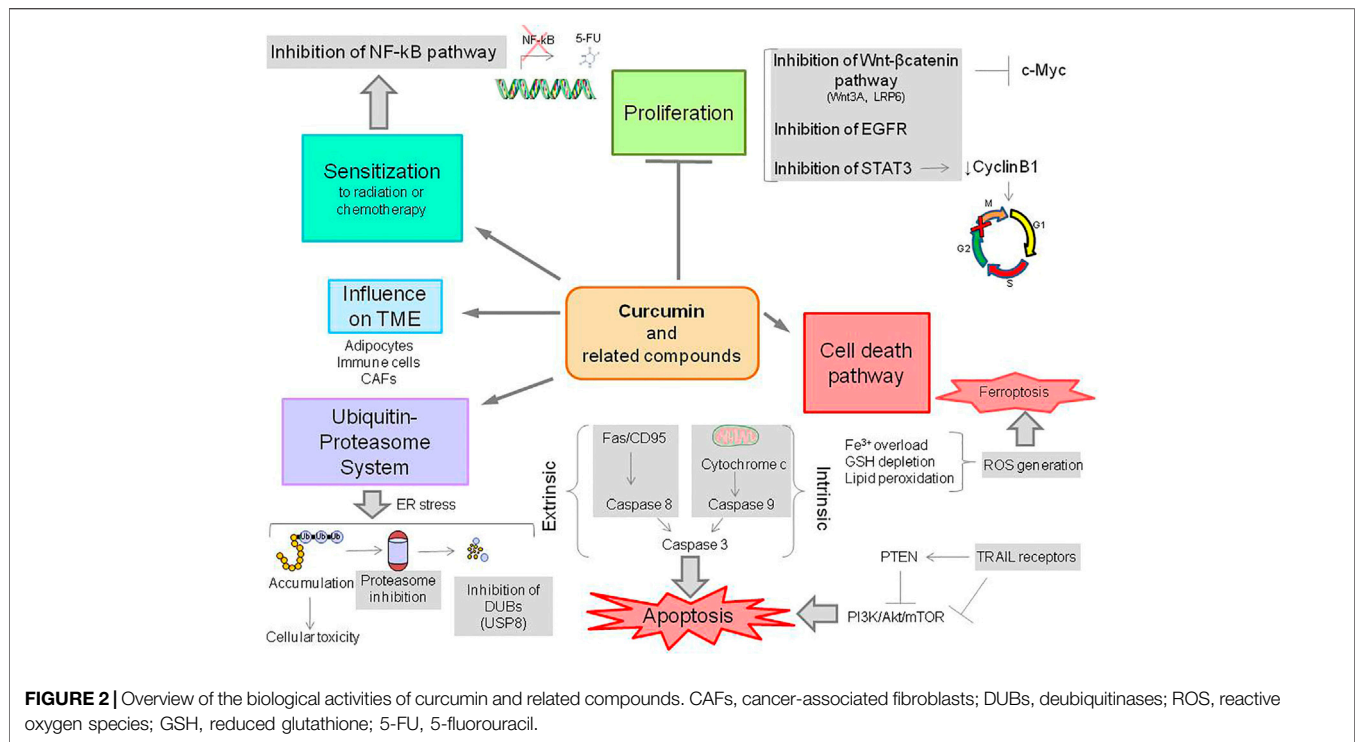 Inhibition of NF-kB pathway
NF-kB
5-FU
Sensitization
to radiation or
chemotherapy
Proliferation
Inhibition of Wnt-βcatenin
pathway
(Wnt3A, LRP6)
c-Myc
Inhibition of EGFR
Inhibition of STAT3
↓CyclinB1
M
G1
G2
S
Influence
on TME
Adipocytes
Immune cells
CAFs
Curcumin
and
related compounds
Cell death
pathway
Ubiquitin-
Proteasome
System
ER stress
Ub
Ub
Ub
Accumulation
Cellular toxicity
Proteasome
inhibition
Inhibition of
DUBs
(USP8)
Extrinsic
Fas/CD95
Caspase 8
Cytochrome c
Caspase 9
Intrinsic
Caspase 3
Apoptosis
Ferroptosis
Fe³⁺ overload
GSH depletion
Lipid peroxidation
ROS generation
PTEN
TRAIL receptors
PI3K/Akt/mTOR
FIGURE 2 | Overview of the biological activities of curcumin and related compounds. CAFs, cancer-associated fibroblasts; DUBs, deubiquitinases; ROS, reactive
oxygen species; GSH, reduced glutathione; 5-FU, 5-fluorouracil.